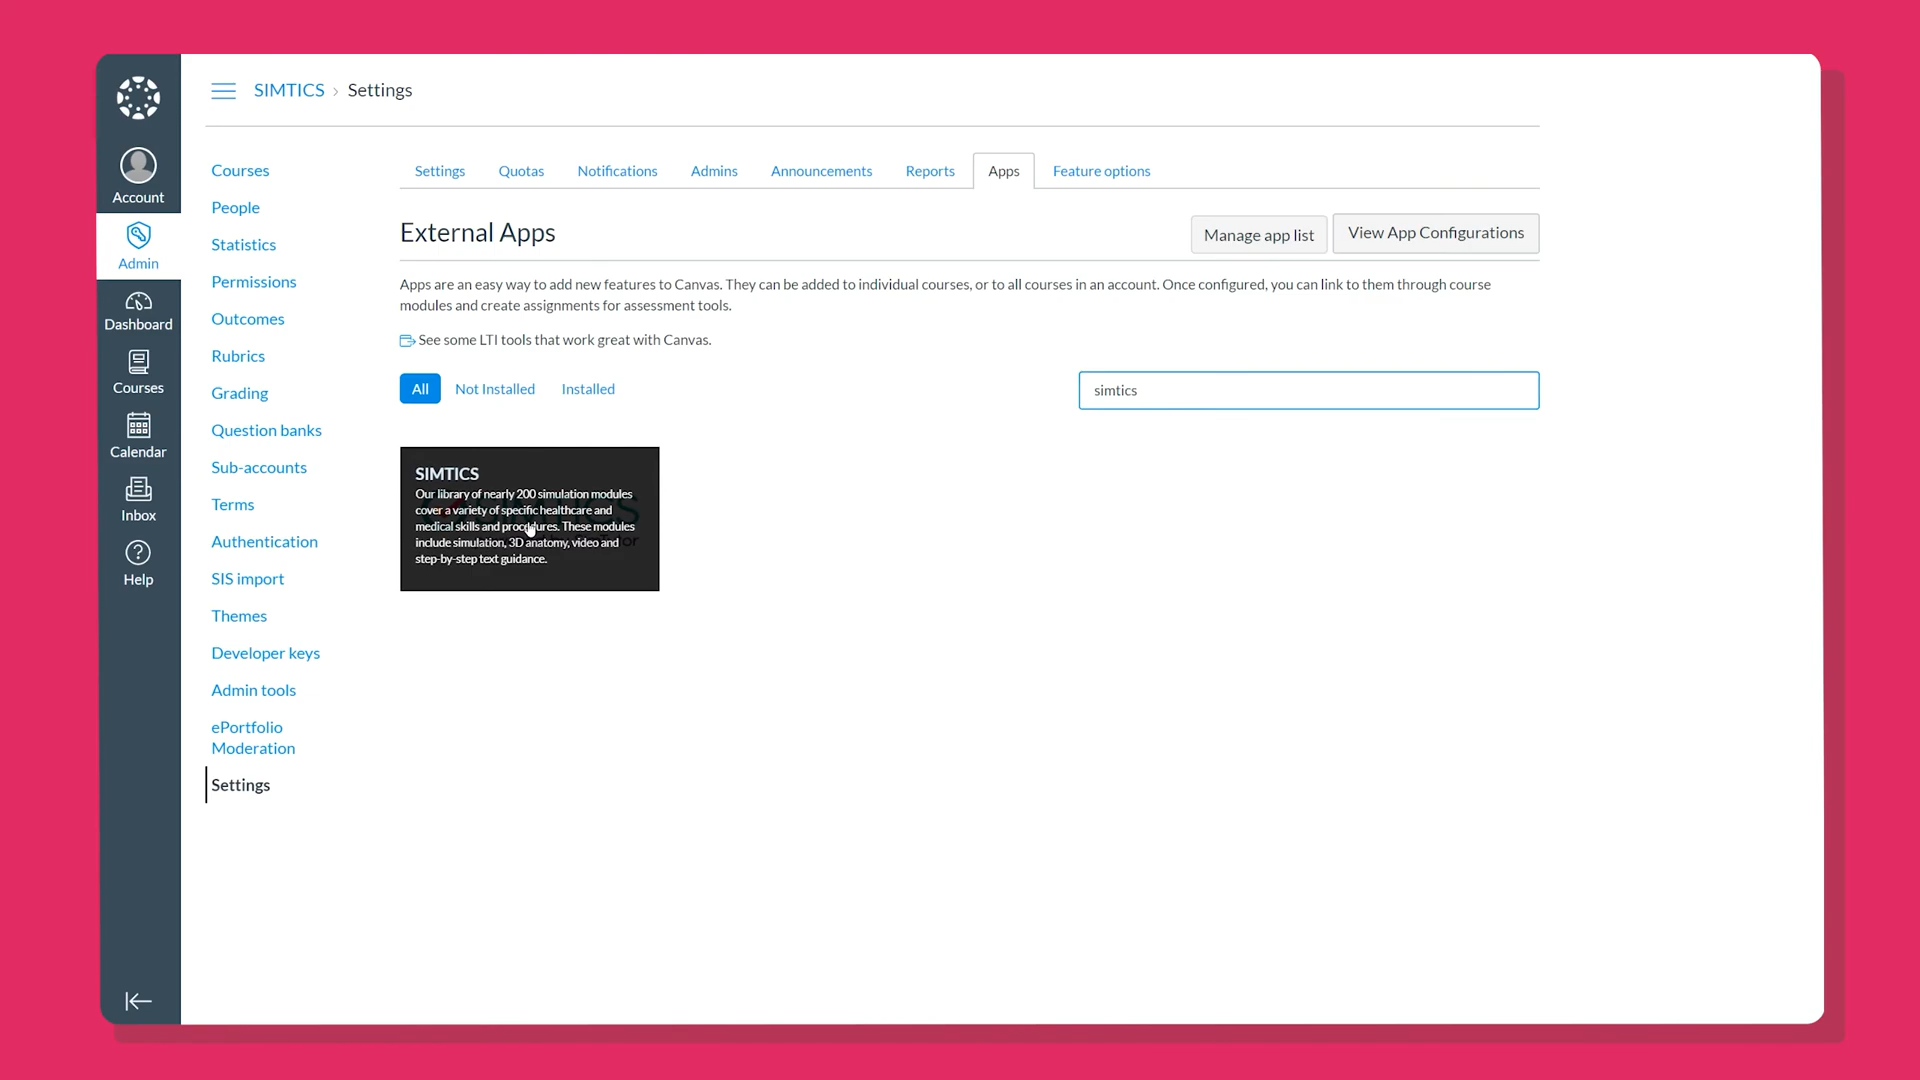 SIMTICS › Settings
Account
Admin
Dashboard
Courses
Calendar
Inbox
Help
Courses
People
Statistics
Permissions
Outcomes
Rubrics
Grading
Question banks
Sub-accounts
Terms
Authentication
SIS import
Themes
Developer keys
Admin tools
ePortfolio
Moderation
Settings
Settings Quotas Notifications Admins Announcements Reports Apps Feature options
External Apps
Manage app list View App Configurations
Apps are an easy way to add new features to Canvas. They can be added to individual courses, or to all courses in an account. Once configured, you can link to them through course
modules and create assignments for assessment tools.
See some LTI tools that work great with Canvas.
All Not Installed Installed
simtics
SIMTICS
Our library of nearly 200 simulation modules
cover a variety of specific healthcare and
medical skills and procedures. These modules
include simulation, 3D anatomy, video and
step-by-step text guidance.